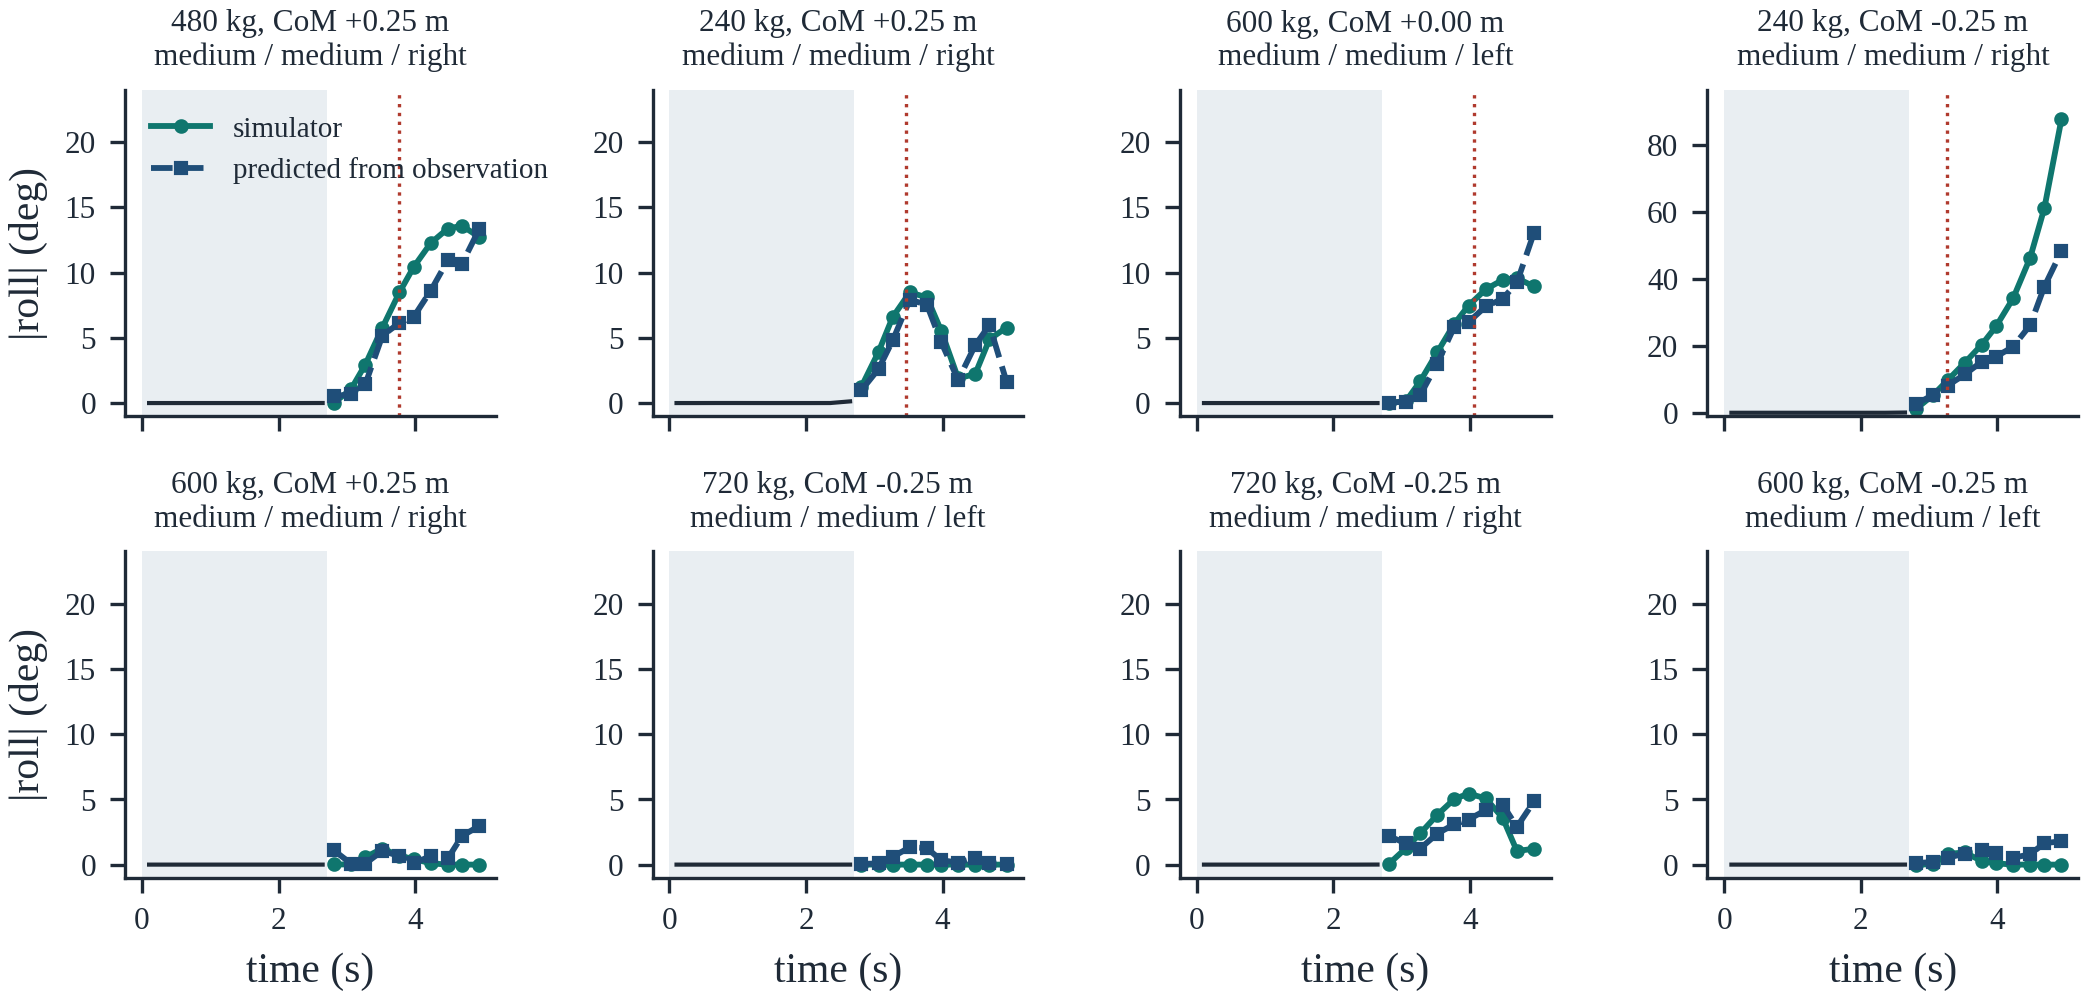 480 kg, CoM +0.25 m
medium / medium / right
240 kg, CoM +0.25 m
medium / medium / right
600 kg, CoM +0.00 m
medium / medium / left
240 kg, CoM -0.25 m
medium / medium / right
|roll| (deg)
20
15
10
5
0
simulator
predicted from observation
20
15
10
5
0
20
15
10
5
0
80
60
40
20
0
600 kg, CoM +0.25 m
medium / medium / right
720 kg, CoM -0.25 m
medium / medium / left
720 kg, CoM -0.25 m
medium / medium / right
600 kg, CoM -0.25 m
medium / medium / left
|roll| (deg)
20
15
10
5
0
20
15
10
5
0
20
15
10
5
0
20
15
10
5
0
0 2 4
0 2 4
0 2 4
0 2 4
time (s)
time (s)
time (s)
time (s)